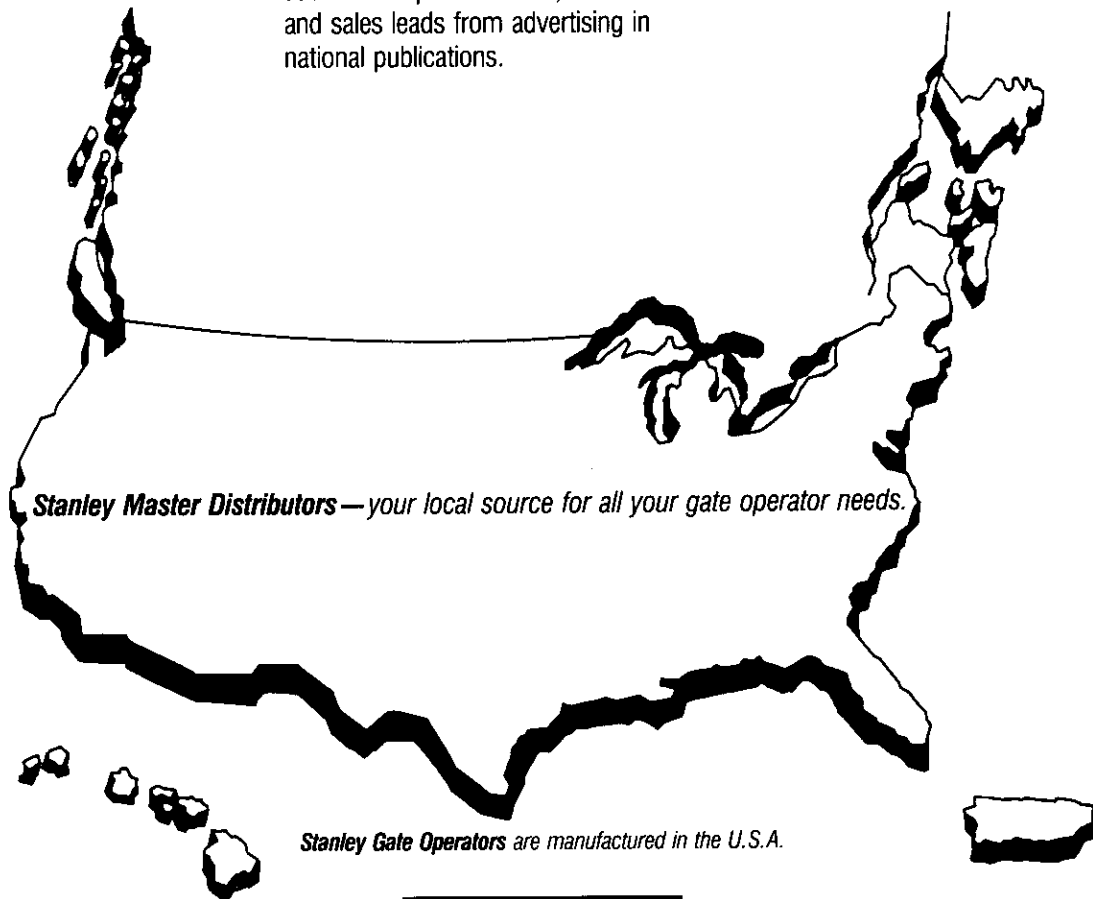 and sales leads from advertising in
national publications.
Stanley Master Distributors—your local source for all your gate operator needs.
Stanley Gate Operators are manufactured in the U.S.A.